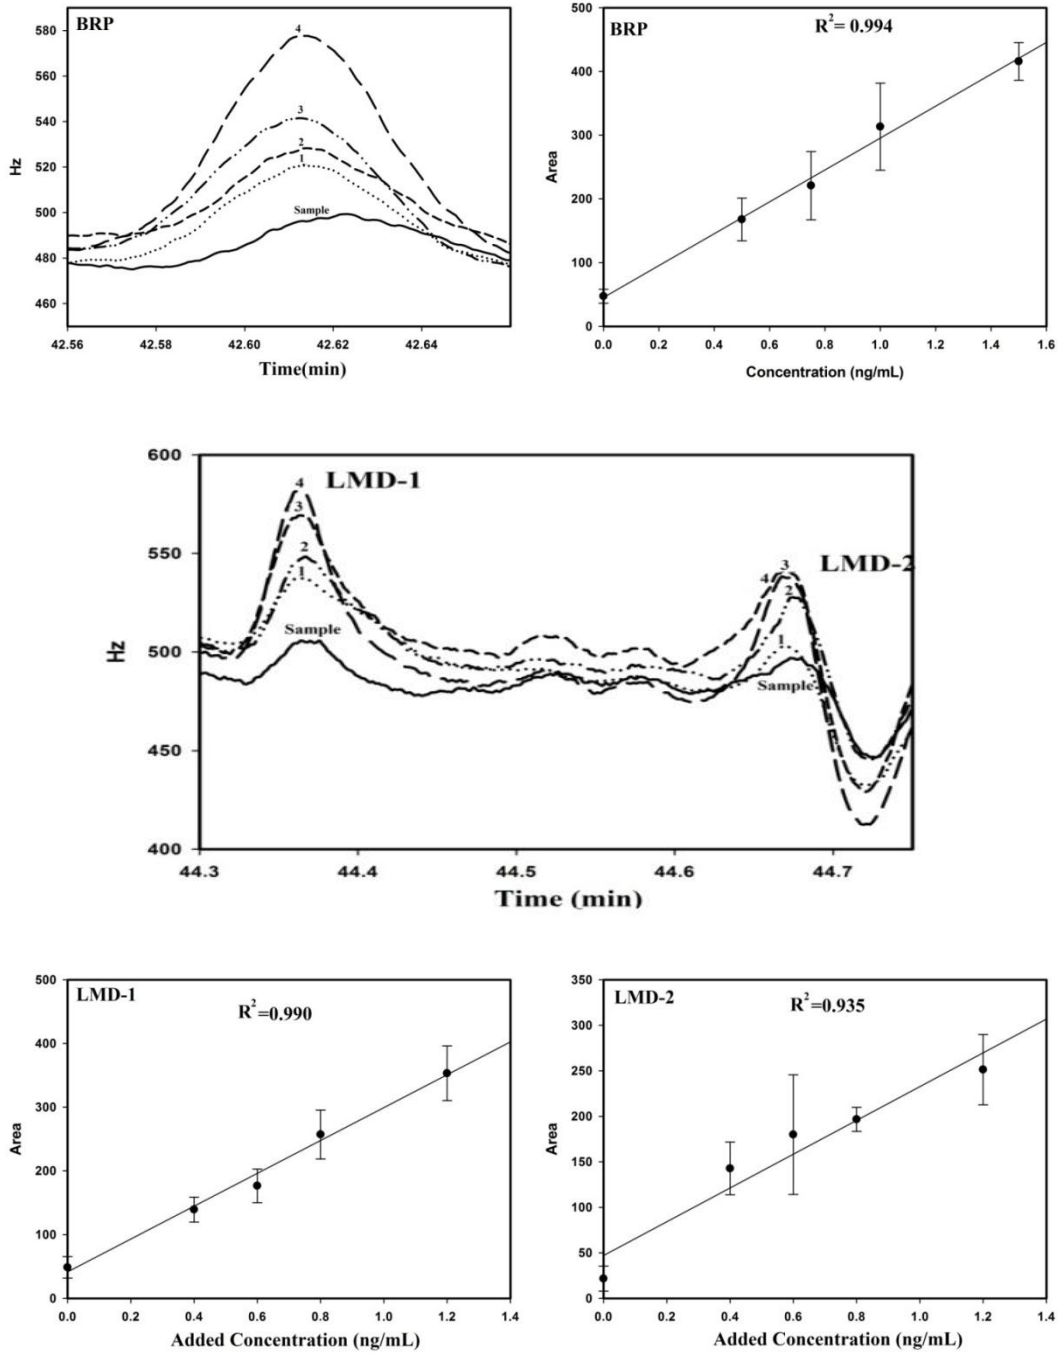 BRP
580
560
540
520
500
480
460
Hz
4
3
2
1
Sample
42.56 42.58 42.60 42.62 42.64
Time(min)
BRP
R²= 0.994
500
400
300
200
100
0
Area
0.0 0.2 0.4 0.6 0.8 1.0 1.2 1.4 1.6
Concentration (ng/mL)
600
550
500
450
400
Hz
4
3
2
1
LMD-1
Sample
4 3
2
1
LMD-2
Sample
44.3 44.4 44.5 44.6 44.7
Time (min)
LMD-1
R²=0.990
500
400
300
200
100
0
Area
0.0 0.2 0.4 0.6 0.8 1.0 1.2 1.4
Added Concentration (ng/mL)
LMD-2
R²=0.935
350
300
250
200
150
100
50
0
Area
0.0 0.2 0.4 0.6 0.8 1.0 1.2 1.4
Added Concentration (ng/mL)